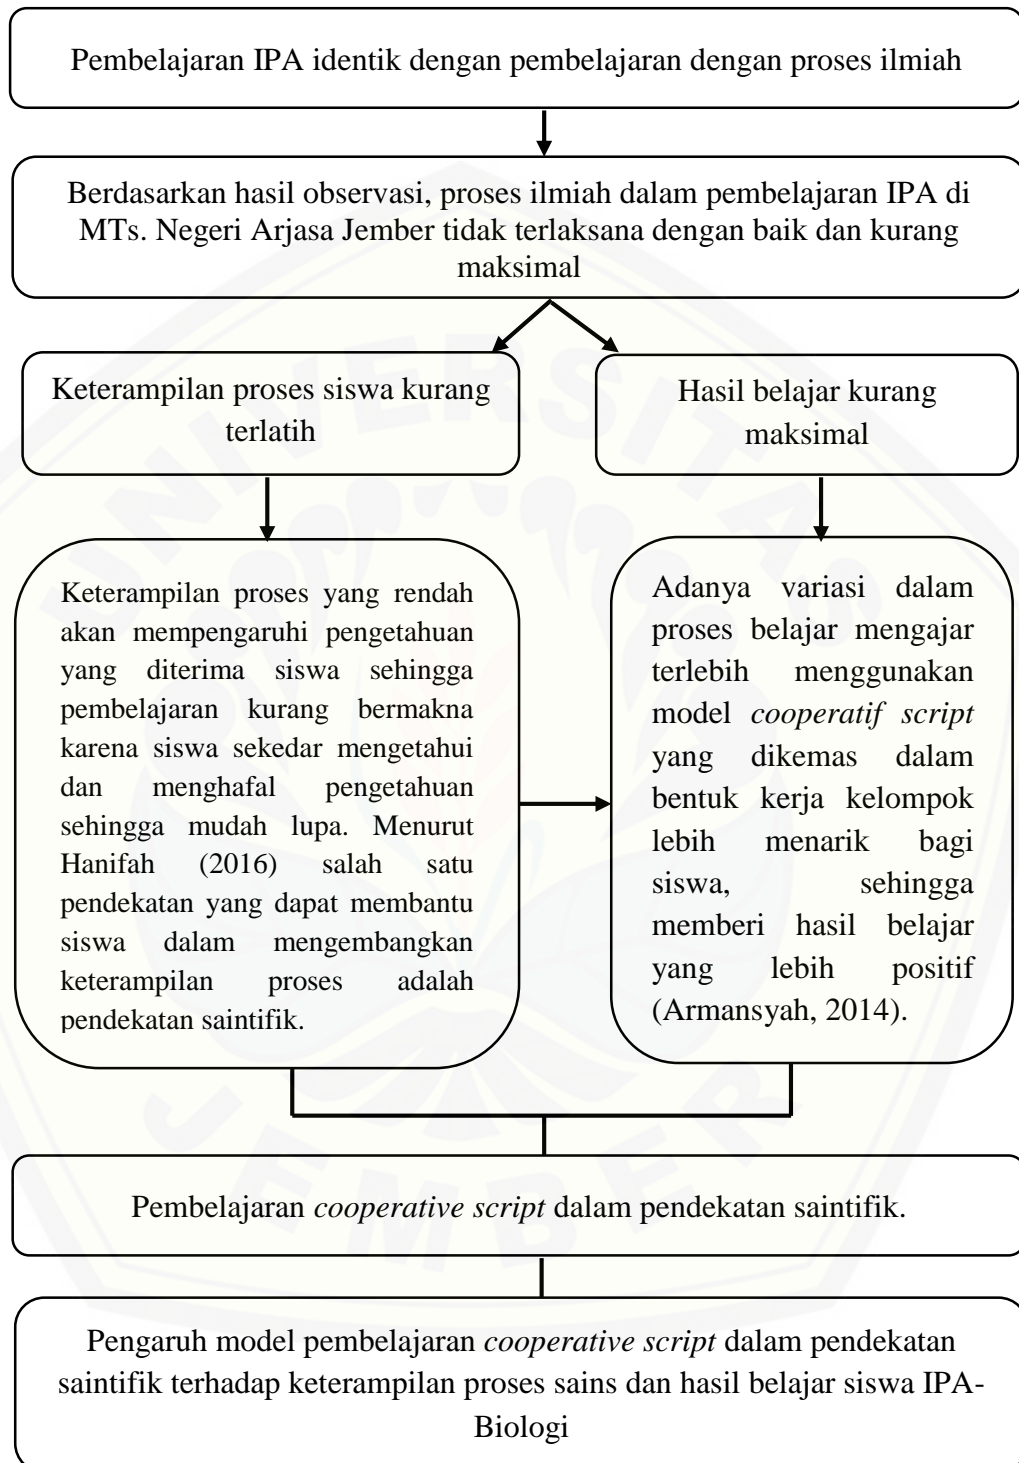 Pembelajaran IPA identik dengan pembelajaran dengan proses ilmiah
Berdasarkan hasil observasi, proses ilmiah dalam pembelajaran IPA di
MTs. Negeri Arjasa Jember tidak terlaksana dengan baik dan kurang
maksimal
Keterampilan proses siswa kurang
terlatih
Hasil belajar kurang
maksimal
Keterampilan proses yang rendah
akan mempengaruhi pengetahuan
yang diterima siswa sehingga
pembelajaran kurang bermakna
karena siswa sekedar mengetahui
dan menghafal pengetahuan
sehingga mudah lupa. Menurut
Hanifah (2016) salah satu
pendekatan yang dapat membantu
siswa dalam mengembangkan
keterampilan proses adalah
pendekatan saintifik.
Adanya variasi dalam
proses belajar mengajar
terlebih menggunakan
model cooperatif script
yang dikemas dalam
bentuk kerja kelompok
lebih menarik bagi
siswa, sehingga
memberi hasil belajar
yang lebih positif
(Armansyah, 2014).
Pembelajaran cooperative script dalam pendekatan saintifik.
Pengaruh model pembelajaran cooperative script dalam pendekatan
saintifik terhadap keterampilan proses sains dan hasil belajar siswa IPA-
Biologi
UNIVERSITAS
JEMBER